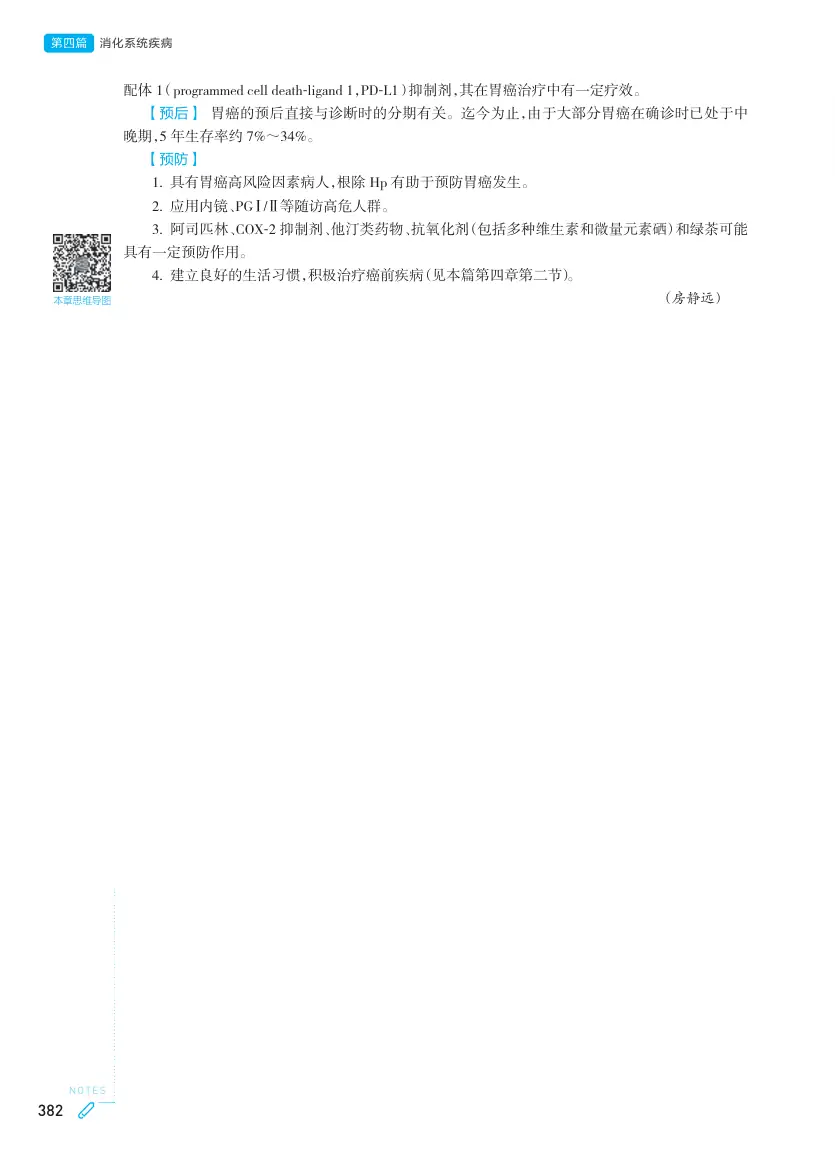 第四篇 消化系统疾病
配体 1(programmed cell death-ligand 1,PD-L1)抑制剂,其在胃癌治疗中有一定疗效。
【预后】 胃癌的预后直接与诊断时的分期有关。迄今为止,由于大部分胃癌在确诊时已处于中
晚期,5 年生存率约 7%~34%。
【预防】
1. 具有胃癌高风险因素病人,根除 Hp 有助于预防胃癌发生。
2. 应用内镜、PGⅠ/Ⅱ等随访高危人群。
3. 阿司匹林、COX-2 抑制剂、他汀类药物、抗氧化剂(包括多种维生素和微量元素硒)和绿茶可能
具有一定预防作用。
4. 建立良好的生活习惯,积极治疗癌前疾病(见本篇第四章第二节)。
本章思维导图
(房静远)
NOTES
382